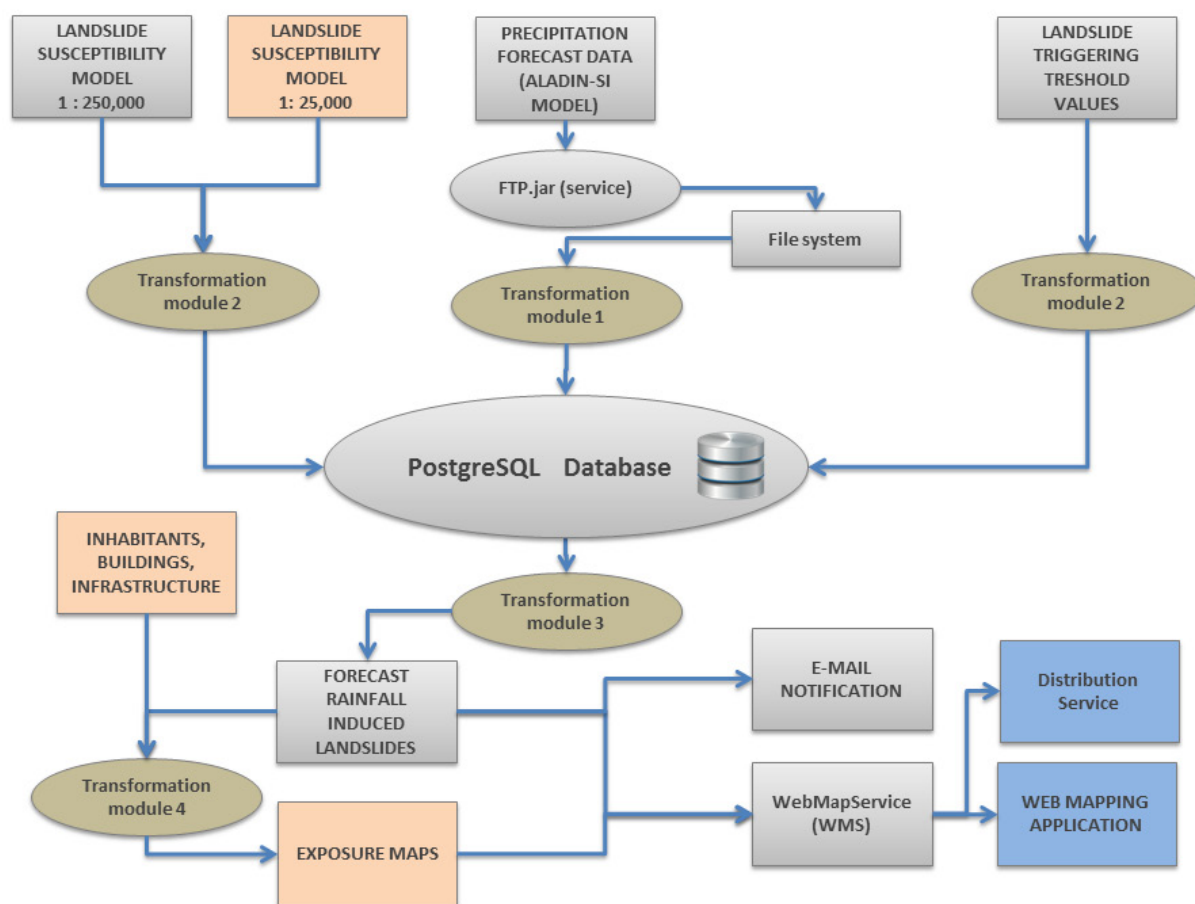 LANDSLIDE
SUSCEPTIBILITY
MODEL
1 : 250,000
LANDSLIDE
SUSCEPTIBILITY
MODEL
1: 25,000
PRECIPITATION
FORECAST DATA
(ALADIN-SI
MODEL)
LANDSLIDE
TRIGGERING
TRESHOLD
VALUES
FTP.jar (service)
File system
Transformation
module 2
Transformation
module 1
Transformation
module 2
PostgreSQL Database
INHABITANTS,
BUILDINGS,
INFRASTRUCTURE
Transformation
module 3
FORECAST
RAINFALL
INDUCED
LANDSLIDES
E-MAIL
NOTIFICATION
Distribution
Service
Transformation
module 4
EXPOSURE MAPS
WebMapService
(WMS)
WEB MAPPING
APPLICATION